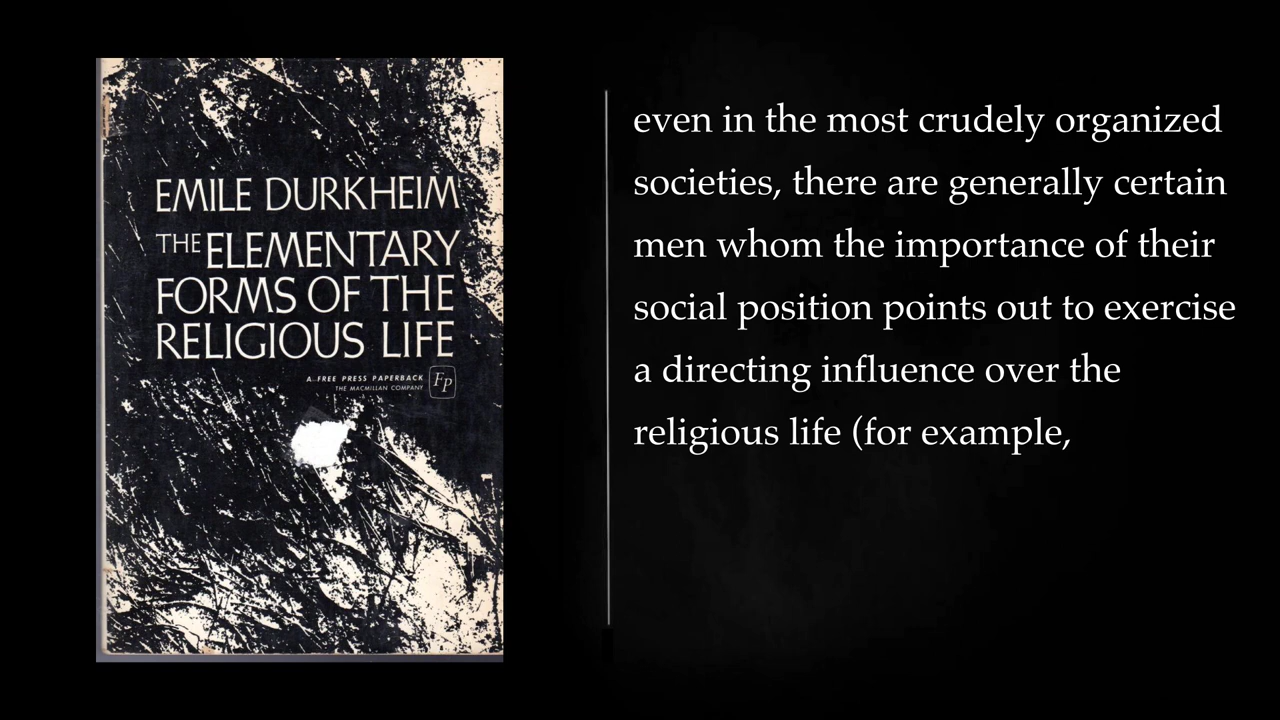 EMILE DURKHEIM
THE ELEMENTARY
FORMS OF THE
RELIGIOUS LIFE
A FREE PRESS PAPERBACK
THE MACMILLAN COMPANY
Fp
even in the most crudely organized
societies, there are generally certain
men whom the importance of their
social position points out to exercise
a directing influence over the
religious life (for example,